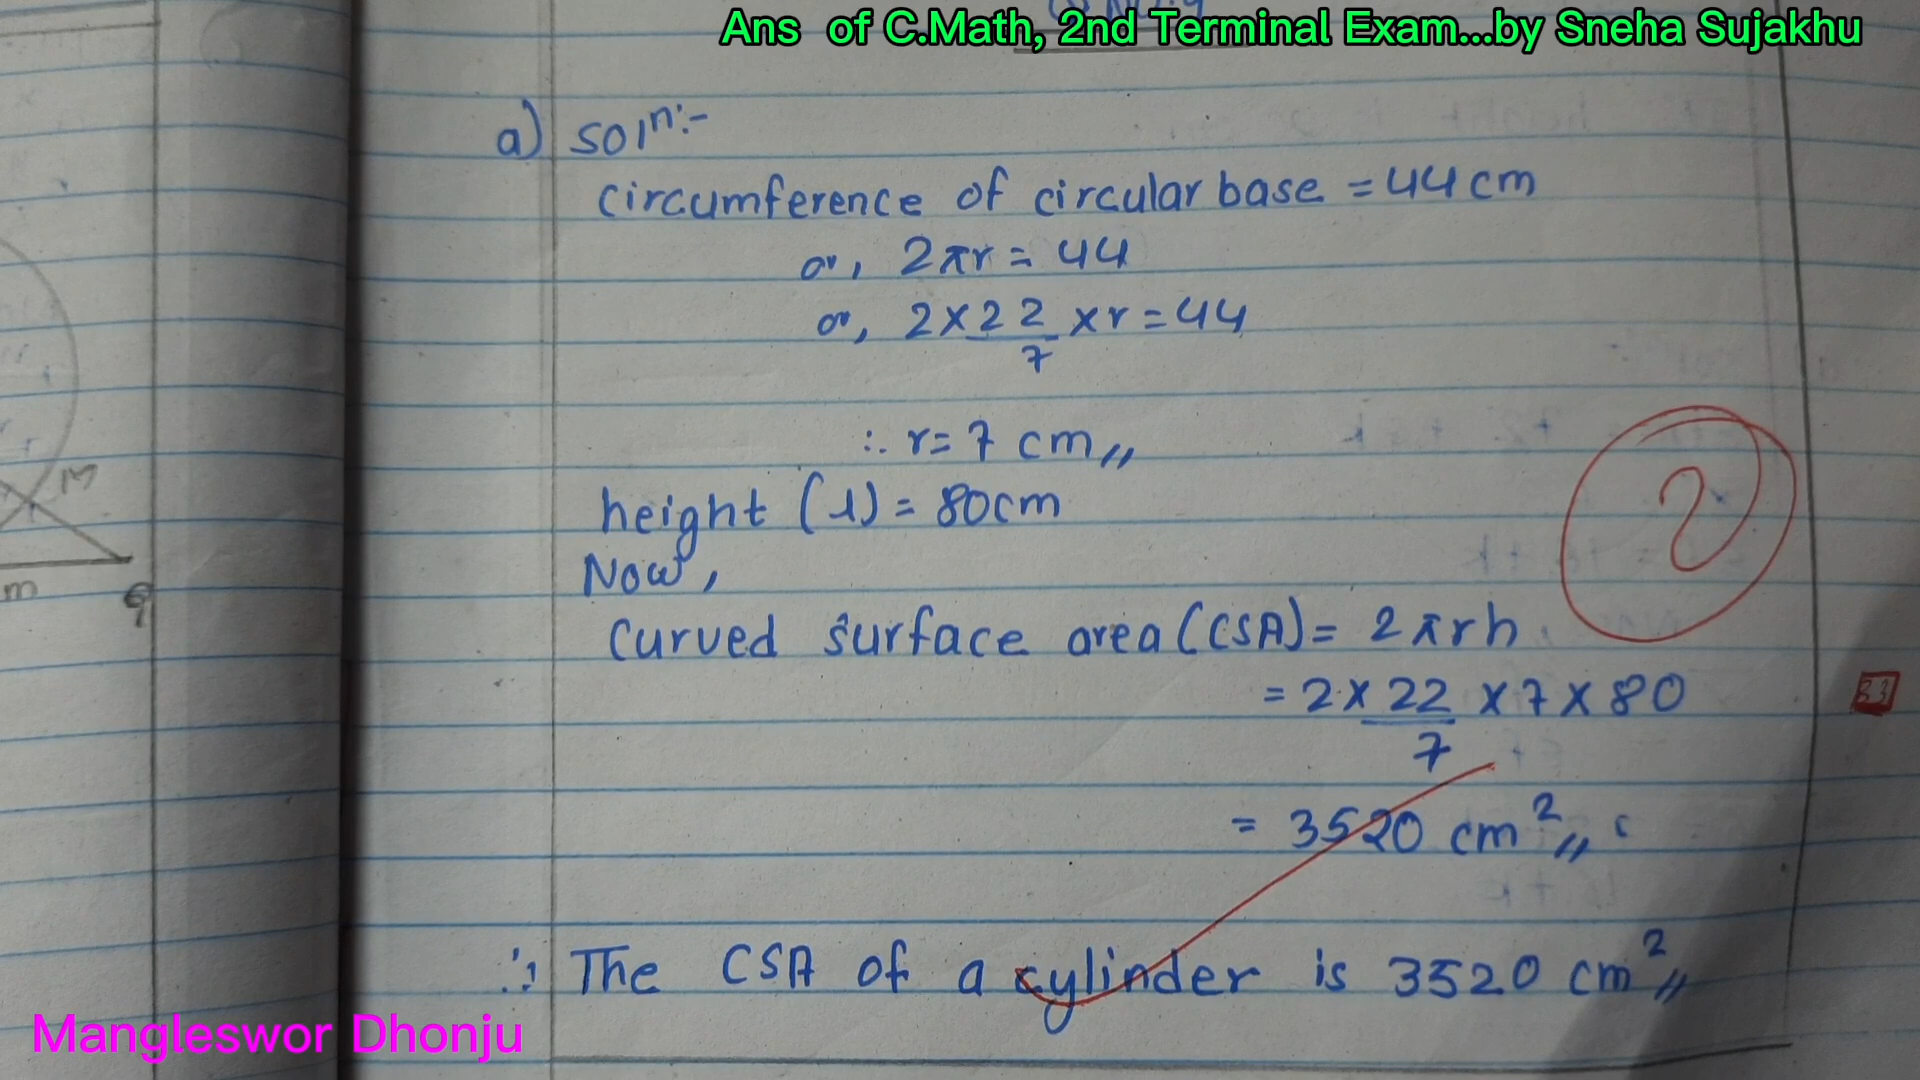 Ans of C.Math, 2nd Terminal Exam...by Sneha Sujakhu
a) solⁿ:-
circumference of circular base = 44 cm
or, 2πr = 44
or, 2 × 22/7 × r = 44
∴ r = 7 cm,,
height (l) = 80cm
Now,
Curved surface area (CSA) = 2πrh
= 2 × 22/7 × 7 × 80
= 3520 cm²,,
∴ The CSA of a cylinder is 3520 cm²,,
2
M
m
Mangleswor Dhonju